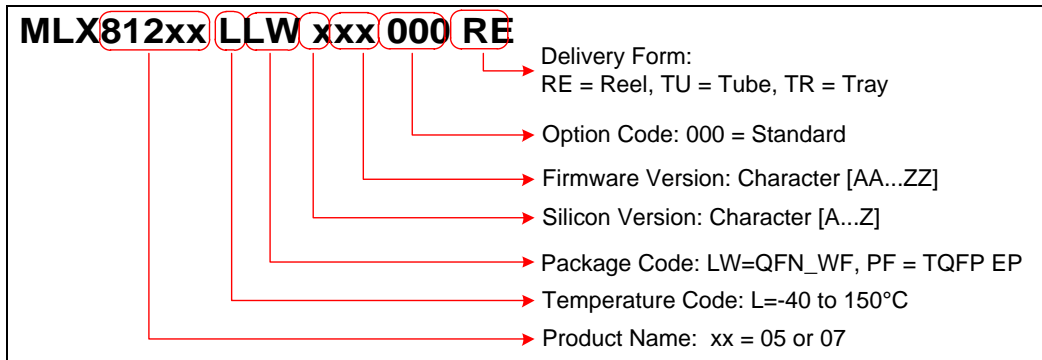 MLX812xx LLW xxx 000 RE
Delivery Form:
RE = Reel, TU = Tube, TR = Tray
Option Code: 000 = Standard
Firmware Version: Character [AA...ZZ]
Silicon Version: Character [A...Z]
Package Code: LW=QFN_WF, PF = TQFP EP
Temperature Code: L=-40 to 150°C
Product Name:  xx = 05 or 07